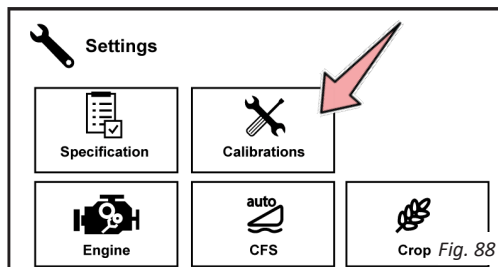 Settings
Specification
Calibrations
Engine
auto
CFS
Crop
Fig. 88